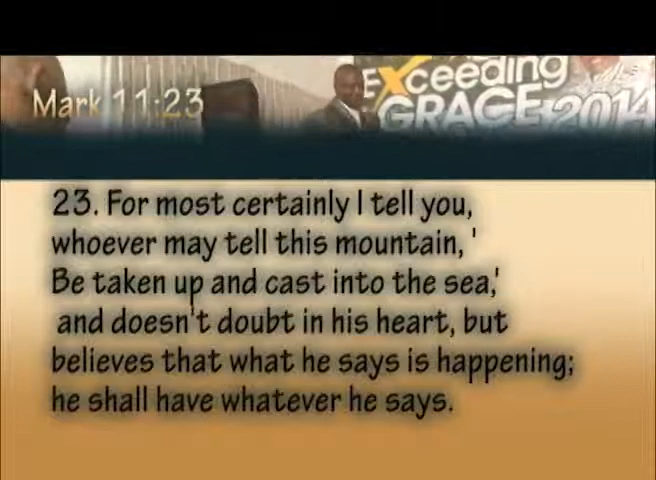 Exceeding
Mark 11:23
GRACE 2014
23. For most certainly I tell you,
whoever may tell this mountain, '
Be taken up and cast into the sea,'
and doesn't doubt in his heart, but
believes that what he says is happening;
he shall have whatever he says.